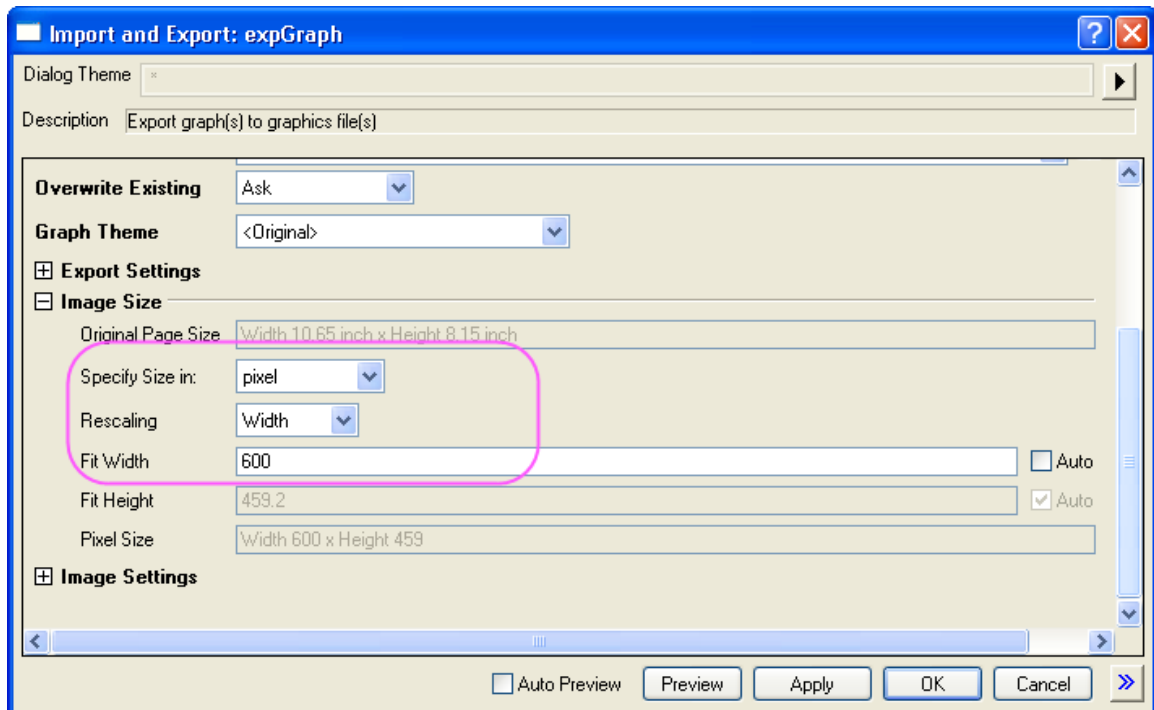 Import and Export: expGraph
Dialog Theme *
Description Export graph(s) to graphics file(s)
Overwrite Existing Ask
Graph Theme <Original>
Export Settings
Image Size
Original Page Size Width 10.65 inch x Height 8.15 inch
Specify Size in: pixel
Rescaling Width
Fit Width 600 Auto
Fit Height 459.2 Auto
Pixel Size Width 600 x Height 459
Image Settings
Auto Preview Preview Apply OK Cancel